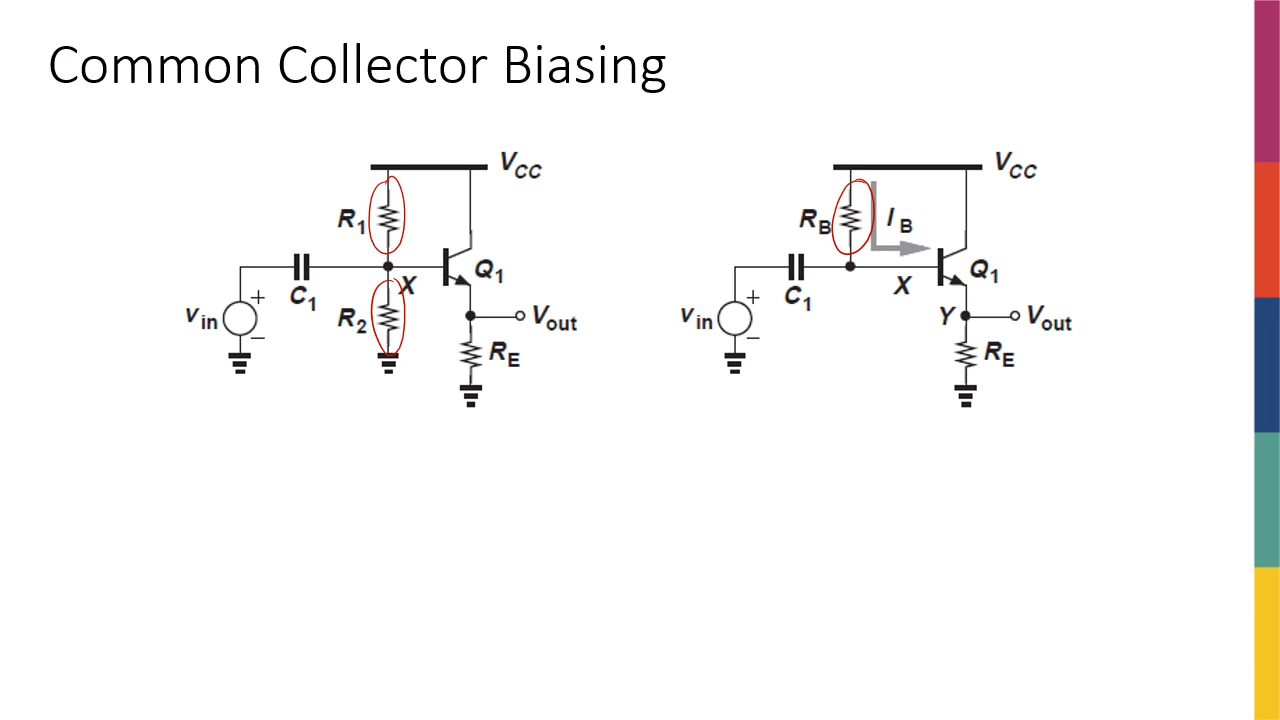 Common Collector Biasing
V_CC
R_1
X
Q_1
C_1
v_in
+
−
R_2
V_out
R_E
V_CC
R_B
I_B
Q_1
C_1
X
v_in
+
−
Y
V_out
R_E